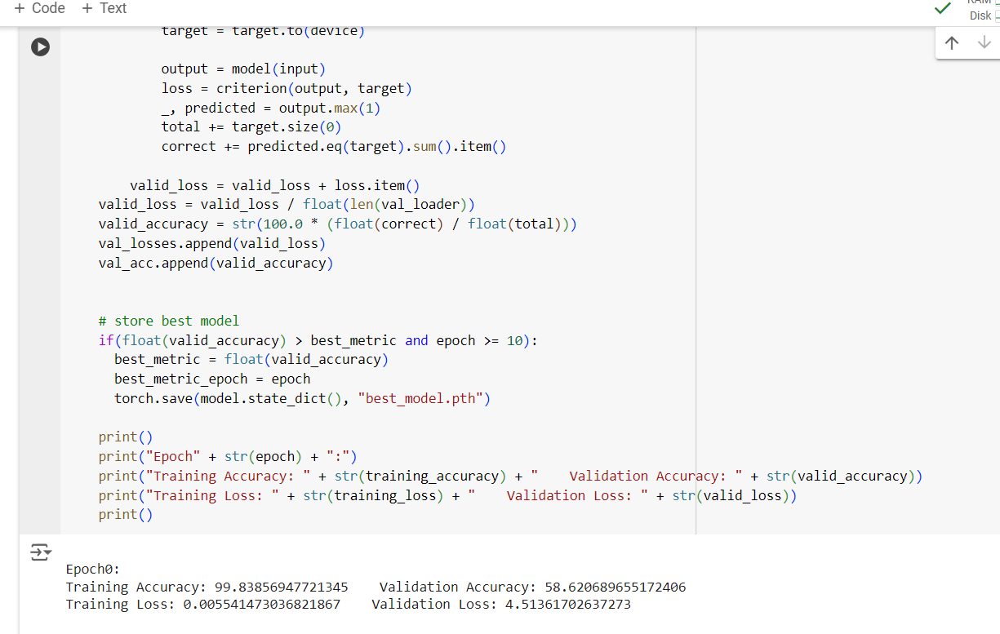 + Code + Text
RAM
Disk
target = target.to(device)
output = model(input)
loss = criterion(output, target)
_, predicted = output.max(1)
total += target.size(0)
correct += predicted.eq(target).sum().item()
valid_loss = valid_loss + loss.item()
valid_loss = valid_loss / float(len(val_loader))
valid_accuracy = str(100.0 * (float(correct) / float(total)))
val_losses.append(valid_loss)
val_acc.append(valid_accuracy)
# store best model
if(float(valid_accuracy) > best_metric and epoch >= 10):
best_metric = float(valid_accuracy)
best_metric_epoch = epoch
torch.save(model.state_dict(), "best_model.pth")
print()
print("Epoch" + str(epoch) + ":")
print("Training Accuracy: " + str(training_accuracy) + "    Validation Accuracy: " + str(valid_accuracy))
print("Training Loss: " + str(training_loss) + "    Validation Loss: " + str(valid_loss))
print()
Epoch0:
Training Accuracy: 99.83856947721345    Validation Accuracy: 58.620689655172406
Training Loss: 0.005541473036821867    Validation Loss: 4.51361702637273